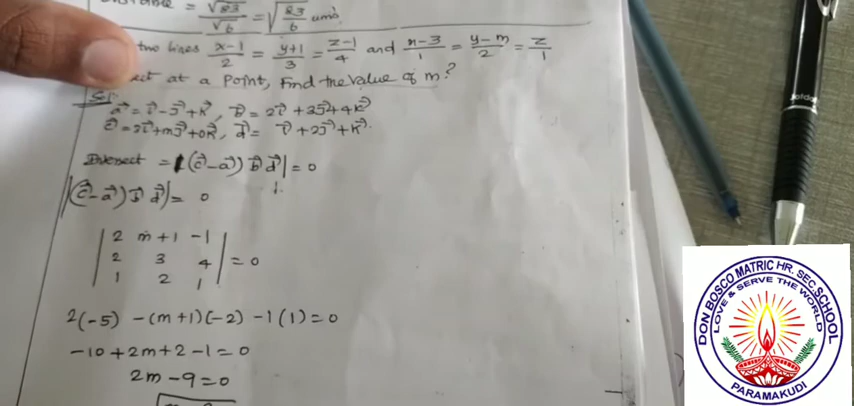 = √83/√6 = √(83/6) units
two lines (x-1)/2 = (y+1)/3 = (z-1)/4 and (x-3)/1 = (y-m)/2 = z/1
at a point, Find the value of m?
Sol:
a⃗ = i⃗ - j⃗ + k⃗, b⃗ = 2i⃗ + 3j⃗ + 4k⃗
c⃗ = 3i⃗ + mj⃗ + 0k⃗, d⃗ = i⃗ + 2j⃗ + k⃗.
Intersect = |(c⃗ - a⃗) b⃗ d⃗| = 0
|(c⃗ - a⃗) b⃗ d⃗| = 0
| 2 m+1 -1 |
| 2 3 4 | = 0
| 1 2 1 |
2(-5) - (m+1)(-2) - 1(1) = 0
-10 + 2m + 2 - 1 = 0
2m - 9 = 0
DON BOSCO MATRIC HR. SEC. SCHOOL
LOVE & SERVE THE WORLD
PARAMAKUDI